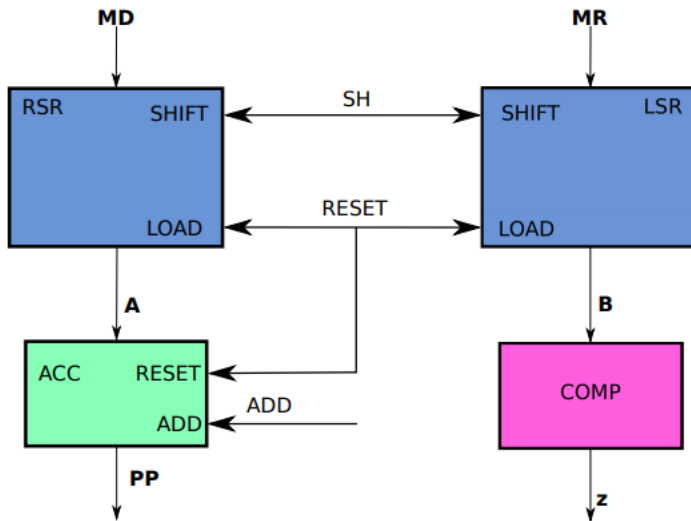 MD
MR
RSR
SHIFT
SH
SHIFT
LSR
LOAD
RESET
LOAD
A
B
ACC
RESET
ADD
ADD
COMP
PP
z